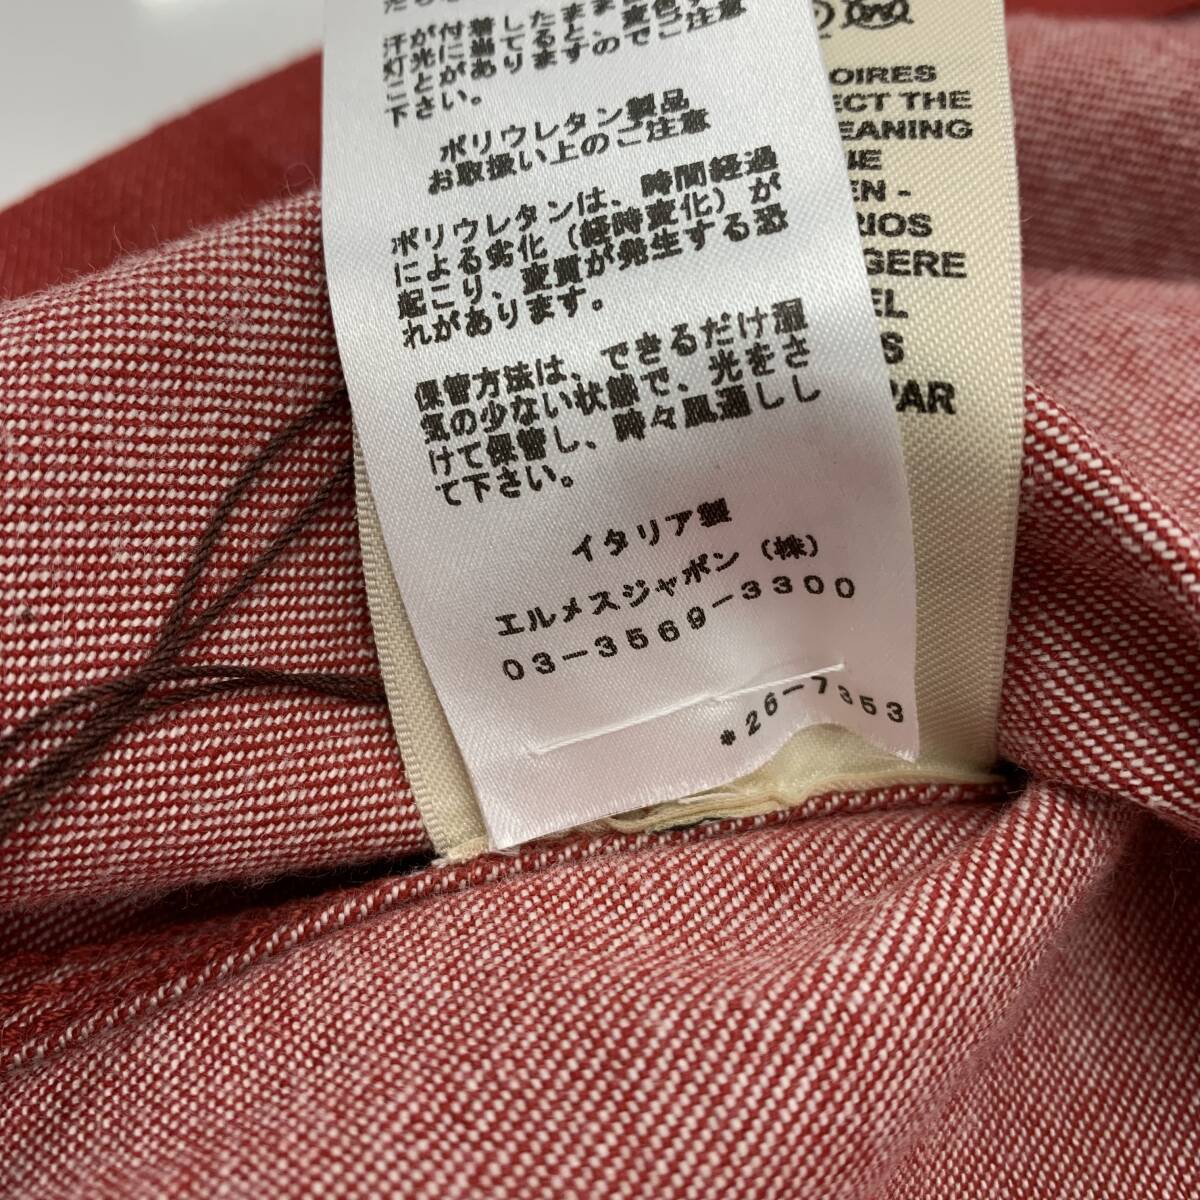 汗が付着したまま
灯光に当てると、変色す
ことがありますのでご注意
下さい。
ポリウレタン製品
お取扱い上のご注意
ポリウレタンは、時間経過
による劣化（経時変化）が
起こり、変質が発生する恐
れがあります。
保管方法は、できるだけ湿
気の少ない状態で、光をさ
けて保管し、時々風通しし
て下さい。
イタリア製
エルメスジャポン（株）
03-3569-3300
*26-7353
OIRES
ECT THE
EANING
EN -
RIOS
GERE
EL
S
PAR